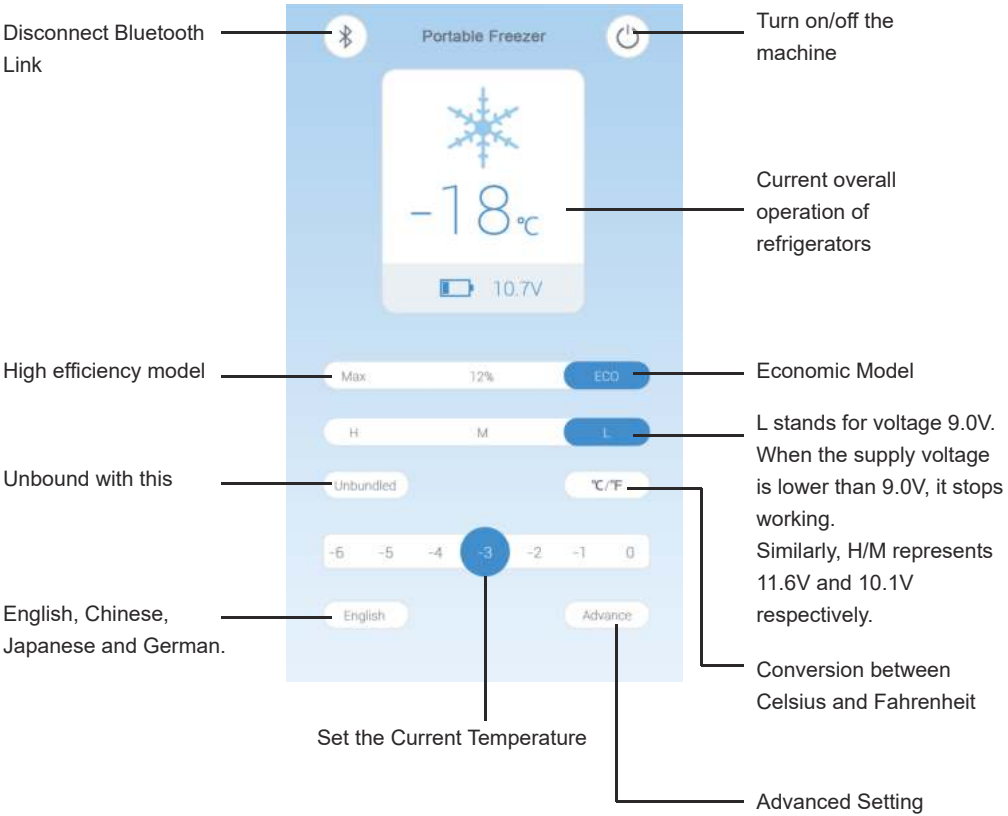 Disconnect Bluetooth
Link
Portable Freezer
Turn on/off the
machine
-18℃
10.7V
Current overall
operation of
refrigerators
High efficiency model
Max 12% ECO
Economic Model
H M L
L stands for voltage 9.0V.
When the supply voltage
is lower than 9.0V, it stops
working.
Similarly, H/M represents
11.6V and 10.1V
respectively.
Unbound with this
Unbundled
℃/℉
-6 -5 -4 -3 -2 -1 0
English, Chinese,
Japanese and German.
English
Advance
Conversion between
Celsius and Fahrenheit
Set the Current Temperature
Advanced Setting